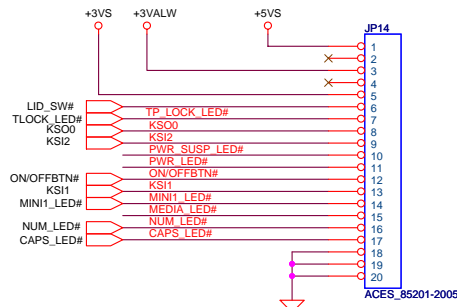 +3VS +3VALW +5VS
JP14
1
2
3
4
5
LID_SW# 6
TLOCK_LED# TP_LOCK_LED# 7
KSO0 KSO0 8
KSI2 KSI2 9
PWR_SUSP_LED# 10
PWR_LED# 11
ON/OFFBTN# ON/OFFBTN# 12
KSI1 KSI1 13
MINI1_LED# MINI1_LED# 14
MEDIA_LED# 15
NUM_LED# NUM_LED# 16
CAPS_LED# CAPS_LED# 17
18
19
20
ACES_85201-2005